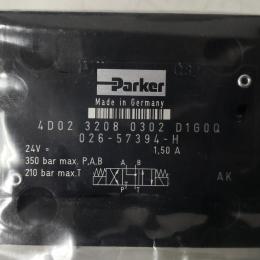 Parker
Made in Germany
4D02 3208 0302 D1G0Q
026-57394-H
24V = 1,50 A
350 bar max. P,A,B
210 bar max.T
A B
P T
AK